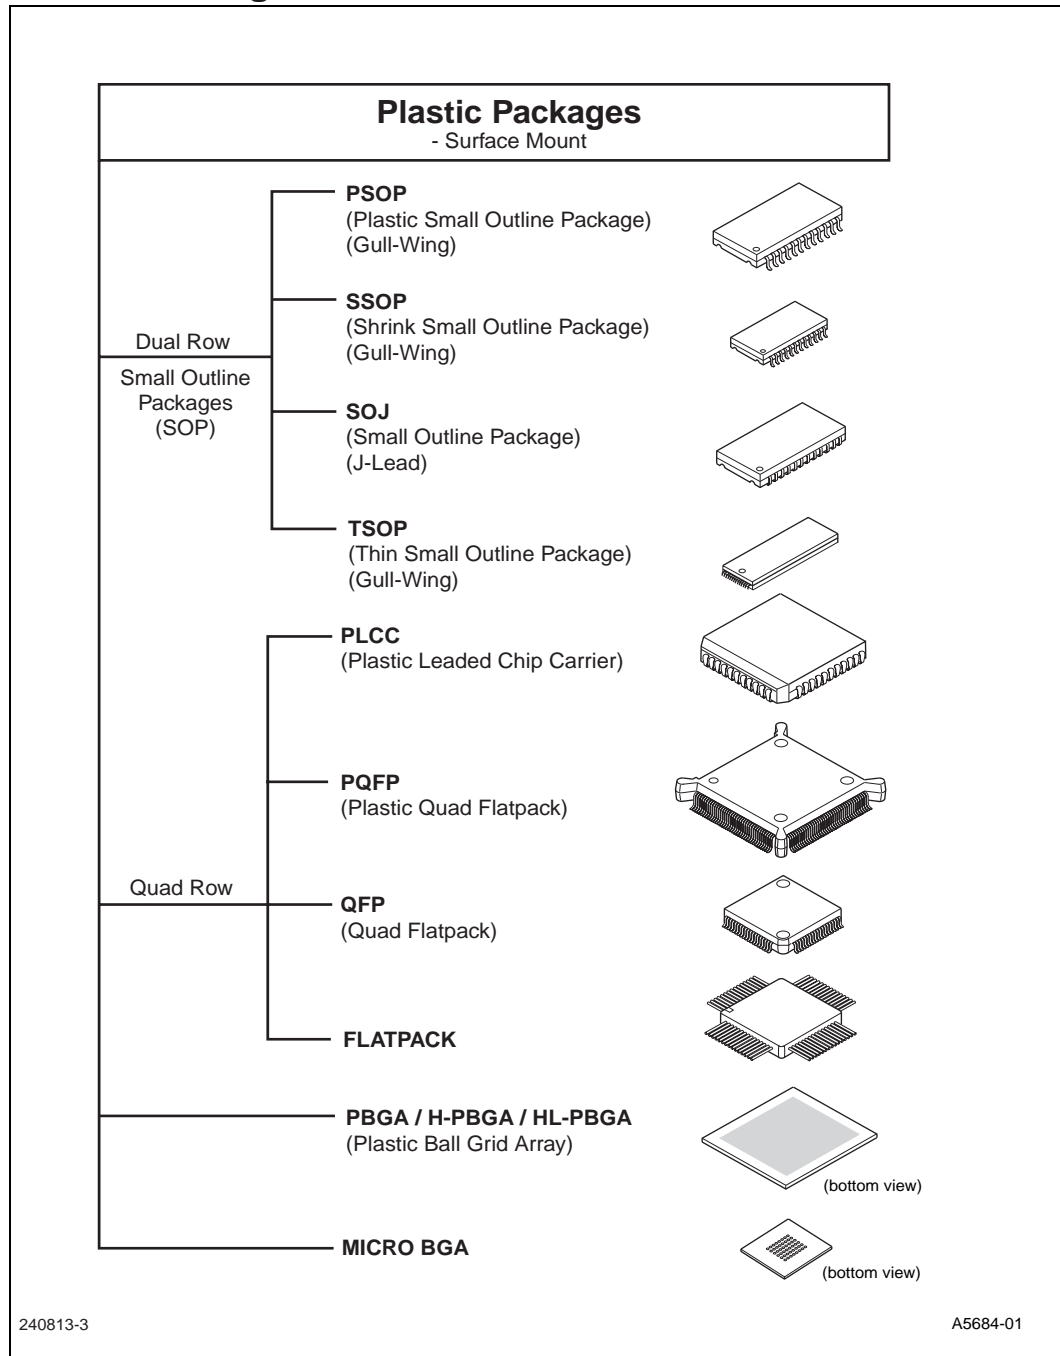 Plastic Packages
- Surface Mount
PSOP
(Plastic Small Outline Package)
(Gull-Wing)
SSOP
(Shrink Small Outline Package)
(Gull-Wing)
Dual Row
Small Outline
Packages
(SOP)
SOJ
(Small Outline Package)
(J-Lead)
TSOP
(Thin Small Outline Package)
(Gull-Wing)
PLCC
(Plastic Leaded Chip Carrier)
PQFP
(Plastic Quad Flatpack)
Quad Row
QFP
(Quad Flatpack)
FLATPACK
PBGA / H-PBGA / HL-PBGA
(Plastic Ball Grid Array)
(bottom view)
MICRO BGA
(bottom view)
240813-3
A5684-01